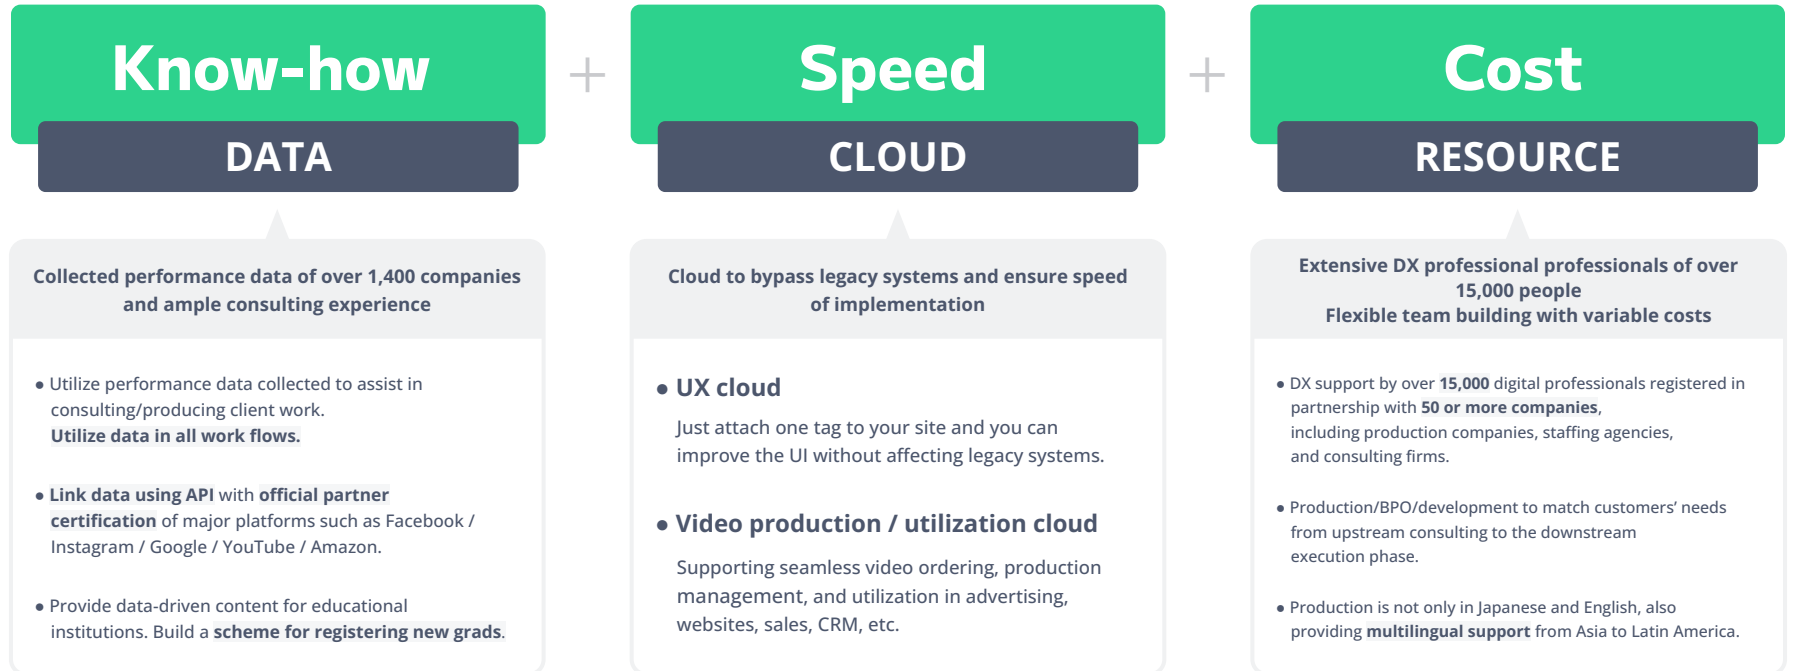 Know-how
DATA
Collected performance data of over 1,400 companies
and ample consulting experience
● Utilize performance data collected to assist in
consulting/producing client work.
Utilize data in all work flows.
● Link data using API with official partner
certification of major platforms such as Facebook /
Instagram / Google / YouTube / Amazon.
● Provide data-driven content for educational
institutions. Build a scheme for registering new grads.
+
Speed
CLOUD
Cloud to bypass legacy systems and ensure speed
of implementation
● UX cloud
Just attach one tag to your site and you can
improve the UI without affecting legacy systems.
● Video production / utilization cloud
Supporting seamless video ordering, production
management, and utilization in advertising,
websites, sales, CRM, etc.
+
Cost
RESOURCE
Extensive DX professional professionals of over
15,000 people
Flexible team building with variable costs
● DX support by over 15,000 digital professionals registered in
partnership with 50 or more companies,
including production companies, staffing agencies,
and consulting firms.
● Production/BPO/development to match customers’ needs
from upstream consulting to the downstream
execution phase.
● Production is not only in Japanese and English, also
providing multilingual support from Asia to Latin America.